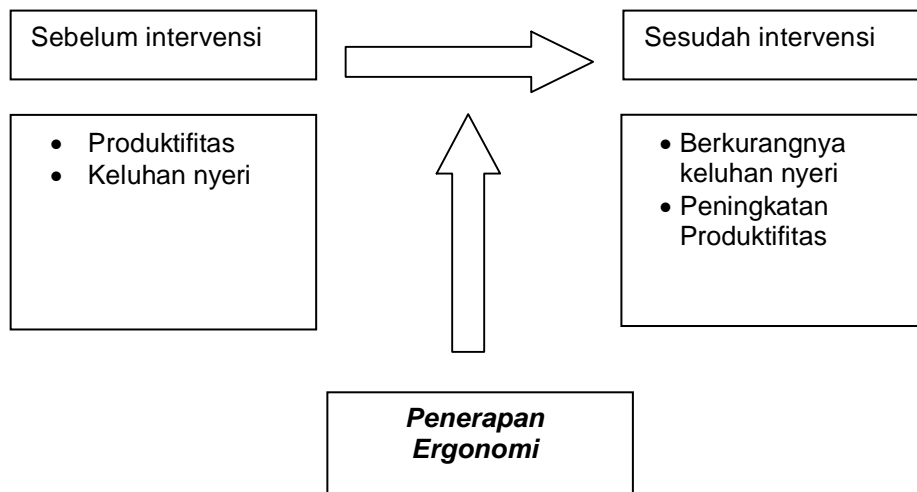 Sebelum intervensi
Sesudah intervensi
• Produktifitas
• Keluhan nyeri
• Berkurangnya
keluhan nyeri
• Peningkatan
Produktifitas
Penerapan
Ergonomi